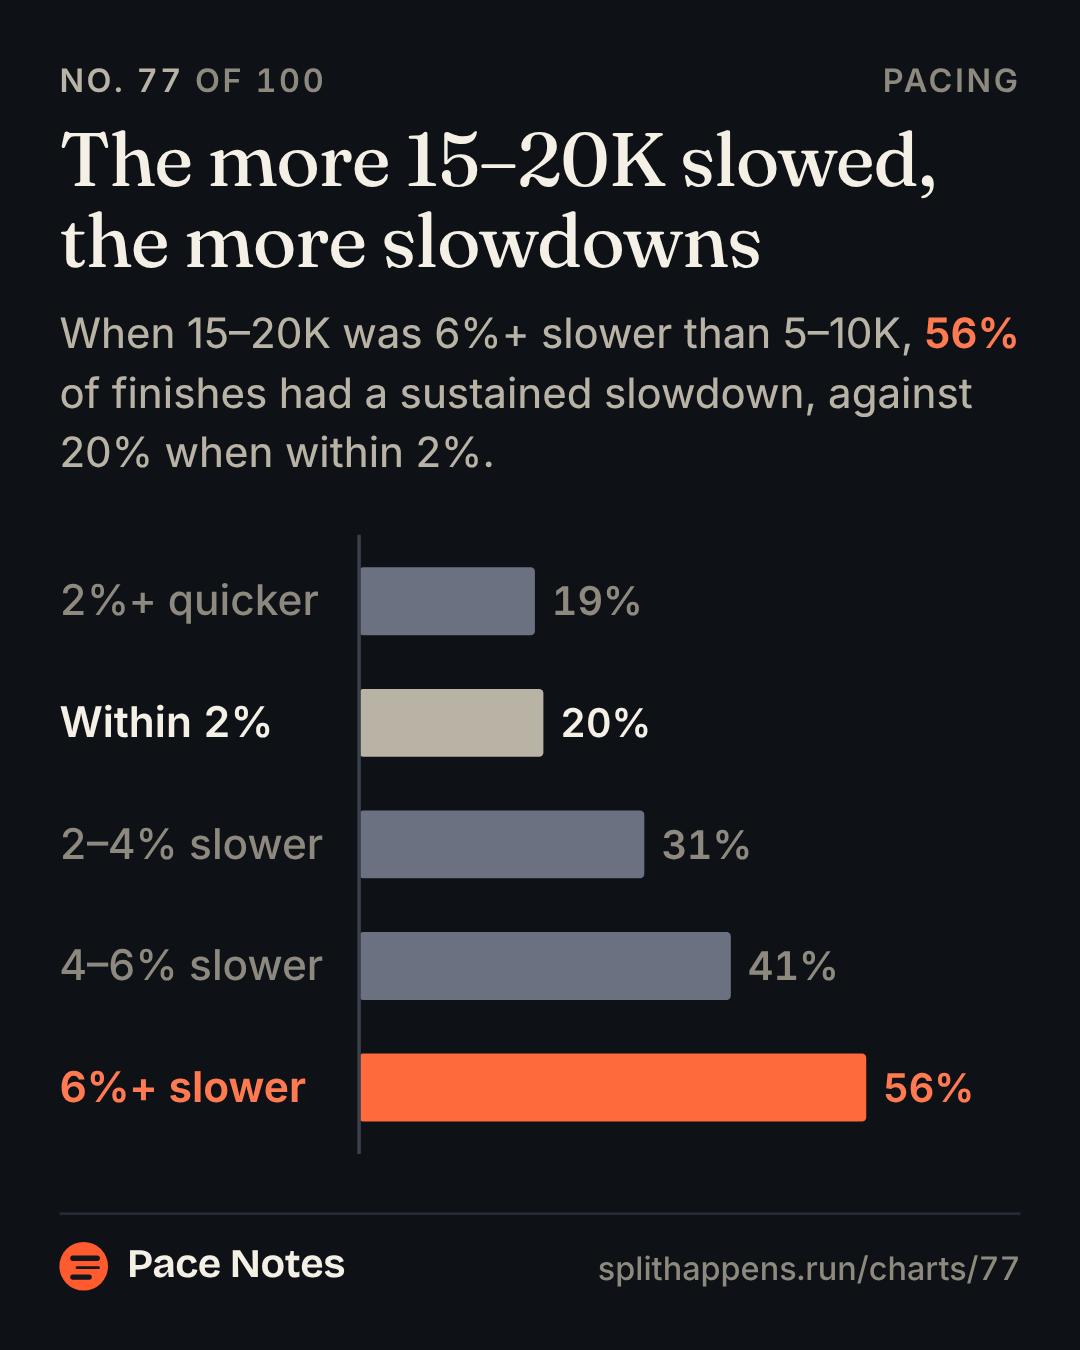 NO. 77 OF 100
PACING
The more 15–20K slowed,
the more slowdowns
When 15–20K was 6%+ slower than 5–10K, 56%
of finishes had a sustained slowdown, against
20% when within 2%.
2%+ quicker 19%
Within 2% 20%
2–4% slower 31%
4–6% slower 41%
6%+ slower 56%
Pace Notes
splithappens.run/charts/77